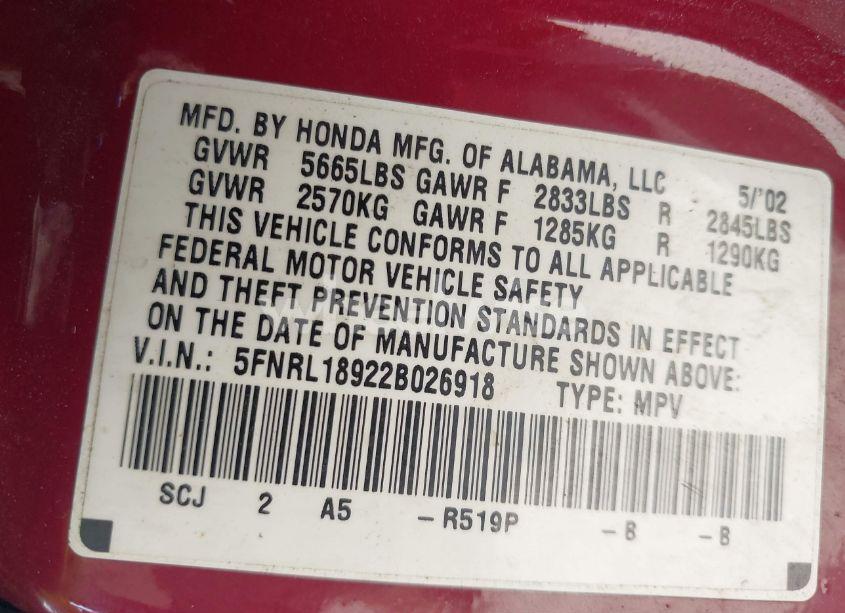 MFD. BY HONDA MFG. OF ALABAMA, LLC 5/'02
GVWR 5665LBS GAWR F 2833LBS R 2845LBS
GVWR 2570KG GAWR F 1285KG R 1290KG
THIS VEHICLE CONFORMS TO ALL APPLICABLE
FEDERAL MOTOR VEHICLE SAFETY
AND THEFT PREVENTION STANDARDS IN EFFECT
ON THE DATE OF MANUFACTURE SHOWN ABOVE:
V.I.N.: 5FNRL18922B026918 TYPE: MPV
SCJ 2 A5 -R519P -B -B